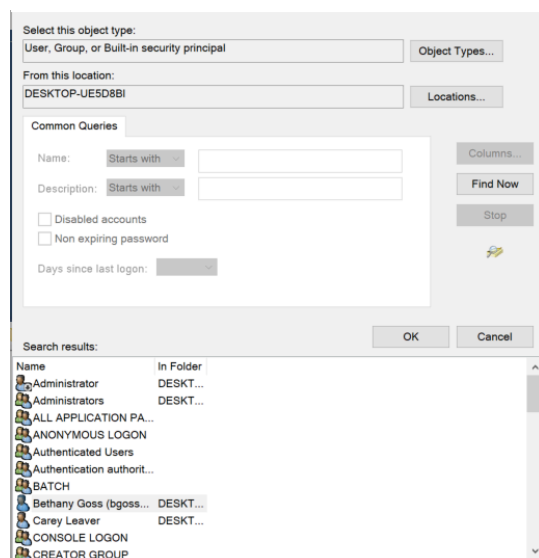 Select this object type:
User, Group, or Built-in security principal
Object Types...
From this location:
DESKTOP-UE5D8BI
Locations...
Common Queries
Name: Starts with
Columns...
Description: Starts with
Find Now
Disabled accounts
Stop
Non expiring password
Days since last logon:
OK Cancel
Search results:
Name In Folder
Administrator DESKT...
Administrators DESKT...
ALL APPLICATION PA...
ANONYMOUS LOGON
Authenticated Users
Authentication authorit...
BATCH
Bethany Goss (bgoss... DESKT...
Carey Leaver DESKT...
CONSOLE LOGON
CREATOR GROUP